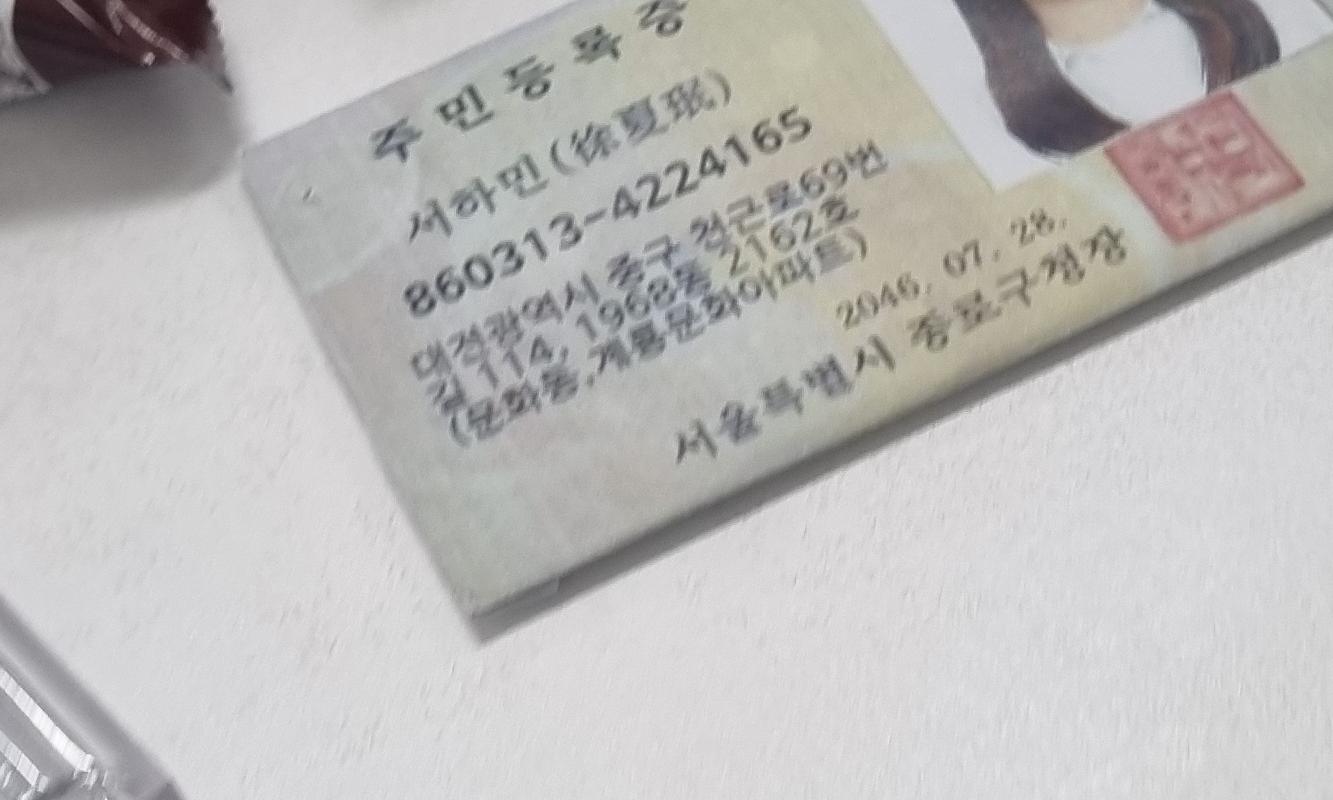 주민등록증
서하민(徐夏珉)
860313-4224165
대전광역시 중구 천근로69번
길 114, 1968동 2162호
(문화동,계룡문화아파트)
2046. 07. 28.
서울특별시 종로구청장